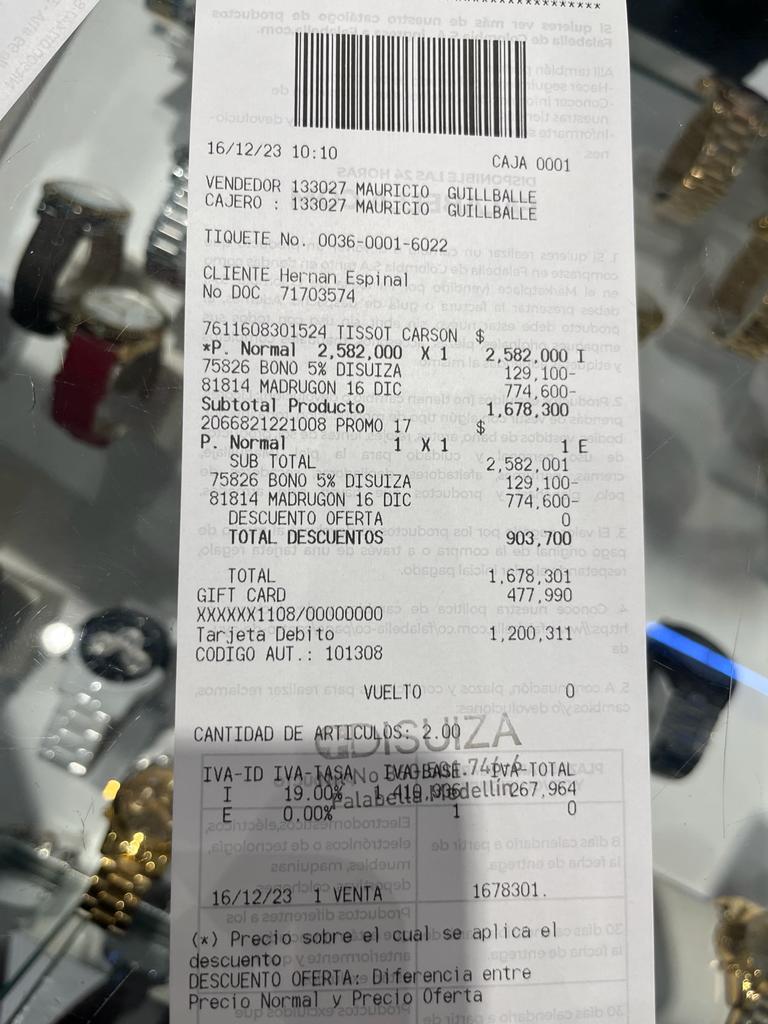 16/12/23 10:10 CAJA 0001
VENDEDOR 133027 MAURICIO GUILLBALLE
CAJERO : 133027 MAURICIO GUILLBALLE
TIQUETE No. 0036-0001-6022
CLIENTE Hernan Espinal
No DOC 71703574
7611608301524 TISSOT CARSON $
*P. Normal 2,582,000 X 1 2,582,000 I
75826 BONO 5% DISUIZA 129,100-
81814 MADRUGON 16 DIC 774,600-
Subtotal Producto 1,678,300
2066821221008 PROMO 17 $
P. Normal 1 X 1 1 E
SUB TOTAL 2,582,001
75826 BONO 5% DISUIZA 129,100-
81814 MADRUGON 16 DIC 774,600-
DESCUENTO OFERTA 0
TOTAL DESCUENTOS 903,700
TOTAL 1,678,301
GIFT CARD 477,990
XXXXXX1108/00000000
Tarjeta Debito 1,200,311
CODIGO AUT.: 101308
VUELTO 0
CANTIDAD DE ARTICULOS: 2.00
DISUIZA
IVA-ID IVA-TASA IVA-BASE IVA-TOTAL
I 19.00% 1,410,336 267,964
Falabella Medellin
E 0.00% 1 0
16/12/23 1 VENTA 1678301.
(*) Precio sobre el cual se aplica el
descuento
DESCUENTO OFERTA: Diferencia entre
Precio Normal y Precio Oferta